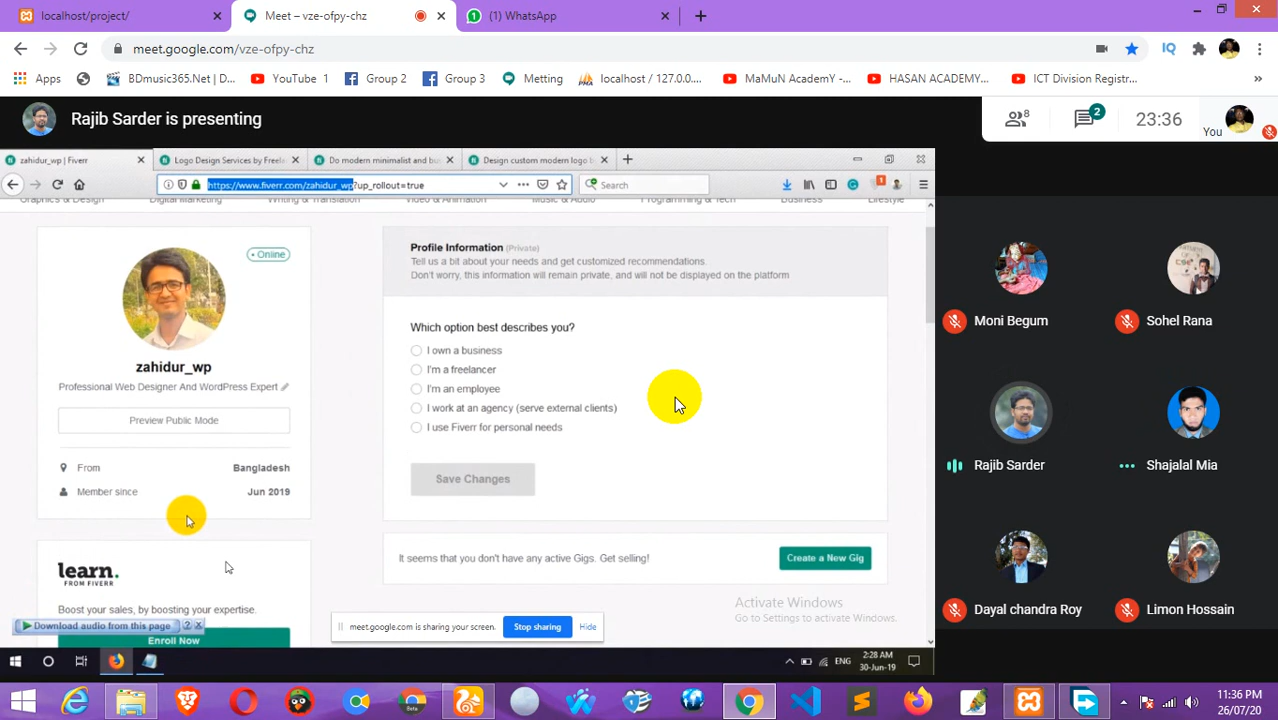 localhost/project/
Meet – vze-ofpy-chz
(1) WhatsApp
meet.google.com/vze-ofpy-chz
Apps
BDmusic365.Net | D...
YouTube 1
Group 2
Group 3
Metting
localhost / 127.0.0....
MaMuN AcademY -...
HASAN ACADEMY...
ICT Division Registr...
»
Rajib Sarder is presenting
8
2
23:36
You
zahidur_wp | Fiverr
Logo Design Services by Freel
Do modern minimalist and bus
Design custom modern logo b
https://www.fiverr.com/zahidur_wp?up_rollout=true
Search
1
Graphics & Design
Digital Marketing
Writing & Translation
Video & Animation
Music & Audio
Programming & Tech
Business
Lifestyle
Online
zahidur_wp
Professional Web Designer And WordPress Expert
Preview Public Mode
From
Bangladesh
Member since
Jun 2019
learn.
FROM FIVERR
Boost your sales, by boosting your expertise.
Enroll Now
Download audio from this page
?
Profile Information (Private)
Tell us a bit about your needs and get customized recommendations.
Don't worry, this information will remain private, and will not be displayed on the platform
Which option best describes you?
I own a business
I'm a freelancer
I'm an employee
I work at an agency (serve external clients)
I use Fiverr for personal needs
Save Changes
It seems that you don't have any active Gigs. Get selling!
Create a New Gig
Activate Windows
Go to Settings to activate Windows.
meet.google.com is sharing your screen.
Stop sharing
Hide
ENG
2:28 AM
30-Jun-19
Moni Begum
Sohel Rana
Rajib Sarder
Shajalal Mia
Dayal chandra Roy
Limon Hossain
Beta
11:36 PM
26/07/20